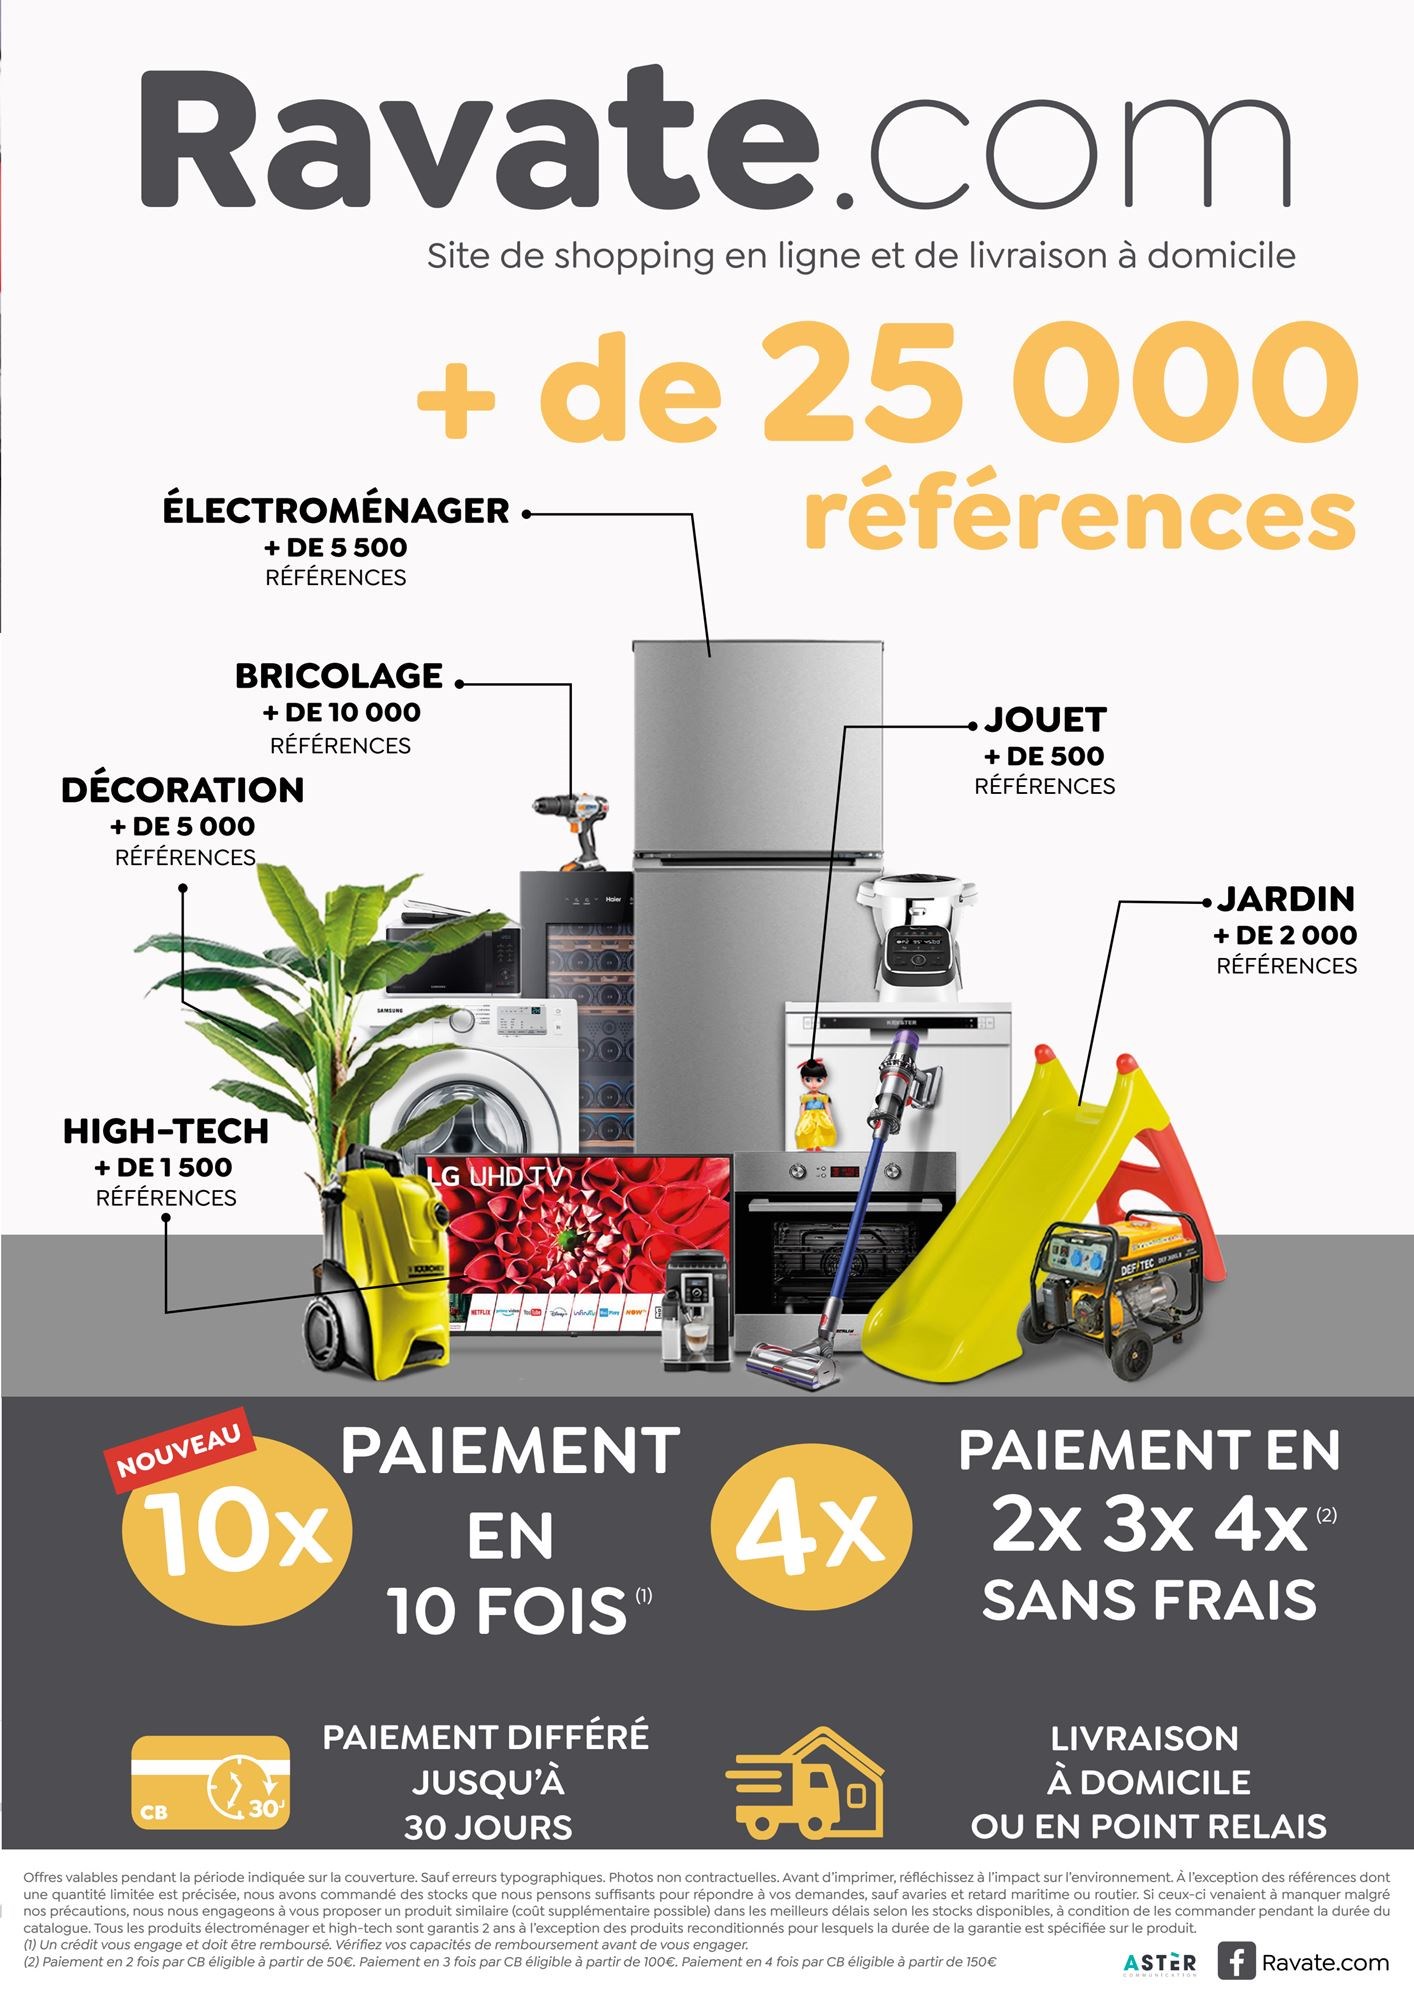 Ravate.com
Site de shopping en ligne et de livraison à domicile
+ de 25 000
références
ÉLECTROMÉNAGER
+ DE 5 500
RÉFÉRENCES
BRICOLAGE
+ DE 10 000
RÉFÉRENCES
JOUET
+ DE 500
RÉFÉRENCES
DÉCORATION
+ DE 5 000
RÉFÉRENCES
JARDIN
+ DE 2 000
RÉFÉRENCES
Haier
SAMSUNG
SAMSUNG
HIGH-TECH
+ DE 1 500
RÉFÉRENCES
LG UHD TV
DEF TEC
NETFLIX prime video YouTube Disney+
NOUVEAU
10x
PAIEMENT
EN
10 FOIS (1)
4x
PAIEMENT EN
2x 3x 4x (2)
SANS FRAIS
CB
30J
PAIEMENT DIFFÉRÉ
JUSQU'À
30 JOURS
LIVRAISON
À DOMICILE
OU EN POINT RELAIS
Offres valables pendant la période indiquée sur la couverture. Sauf erreurs typographiques. Photos non contractuelles. Avant d'imprimer, réfléchissez à l'impact sur l'environnement. À l'exception des références dont
une quantité limitée est précisée, nous avons commandé des stocks que nous pensons suffisants pour répondre à vos demandes, sauf avaries et retard maritime ou routier. Si ceux-ci venaient à manquer malgré
nos précautions, nous nous engageons à vous proposer un produit similaire (coût supplémentaire possible) dans les meilleurs délais selon les stocks disponibles, à condition de les commander pendant la durée du
catalogue. Tous les produits électroménager et high-tech sont garantis 2 ans à l'exception des produits reconditionnés pour lesquels la durée de la garantie est spécifiée sur le produit.
(1) Un crédit vous engage et doit être remboursé. Vérifiez vos capacités de remboursement avant de vous engager.
(2) Paiement en 2 fois par CB éligible à partir de 50€. Paiement en 3 fois par CB éligible à partir de 100€. Paiement en 4 fois par CB éligible à partir de 150€
ASTÈR
COMMUNICATION
f Ravate.com